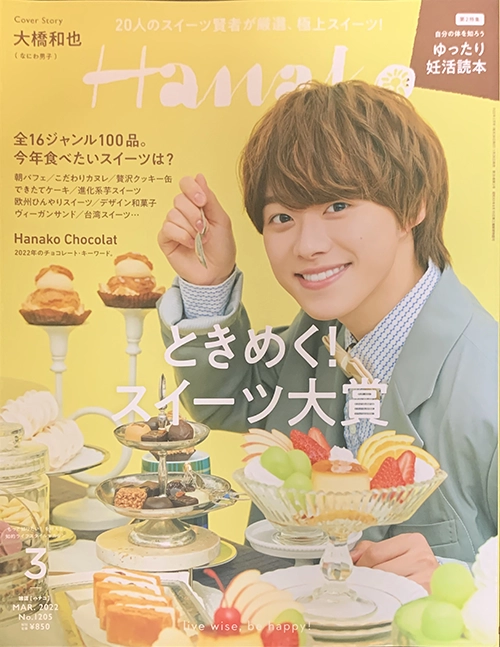 Cover Story
大橋和也
(なにわ男子)
20人のスイーツ賢者が厳選、極上スイーツ!
Hanako
第2特集
自分の体を知ろう
ゆったり
妊活読本
全16ジャンル100品。
今年食べたいスイーツは?
朝パフェ/こだわりカヌレ/贅沢クッキー缶
できたてケーキ/進化系芋スイーツ
欧州ひんやりスイーツ/デザイン和菓子
ヴィーガンサンド/台湾スイーツ…
Hanako Chocolat
2022年のチョコレート・キーワード。
ときめく!
スイーツ大賞
3
雑誌[ハナコ]
MAR. 2022
No.1205
¥850
live wise, be happy!